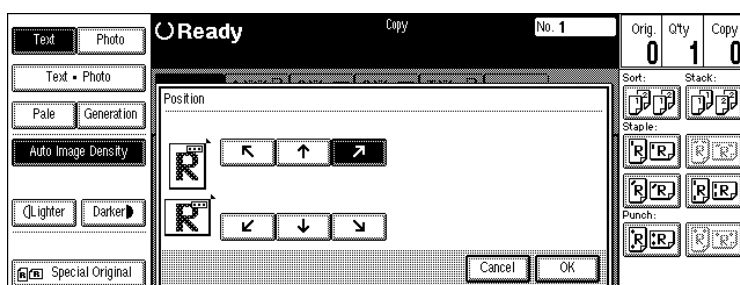 Text
Photo
Text • Photo
Pale
Generation
Auto Image Density
Lighter
Darker
Special Original
Ready
Copy
No. 1
Position
Cancel
OK
Orig.
Q'ty
Copy
0
1
0
Sort:
Stack:
Staple:
Punch: